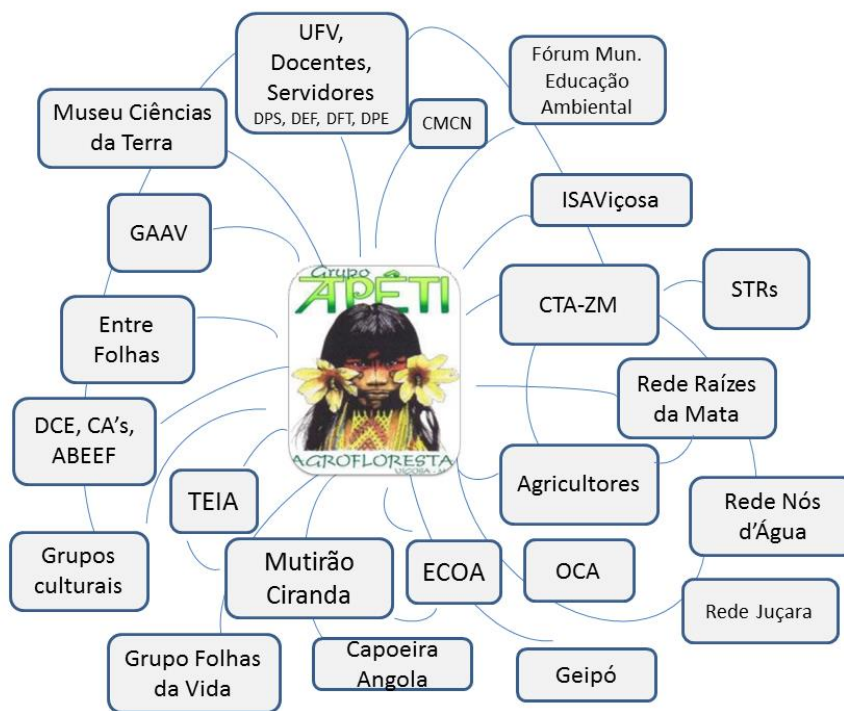 UFV,
Docentes,
Servidores
DPS, DEF, DFT, DPE
Fórum Mun.
Educação
Ambiental
CMCN
Museu Ciências
da Terra
ISAViçosa
GAAV
Grupo
APÊTI
AGROFLORESTA
VIÇOSA - M
CTA-ZM
STRs
Entre
Folhas
Rede Raízes
da Mata
DCE, CA’s,
ABEEF
TEIA
Agricultores
Rede Nós
d’Água
Grupos
culturais
Mutirão
Ciranda
ECOA
OCA
Rede Juçara
Grupo Folhas
da Vida
Capoeira
Angola
Geipó